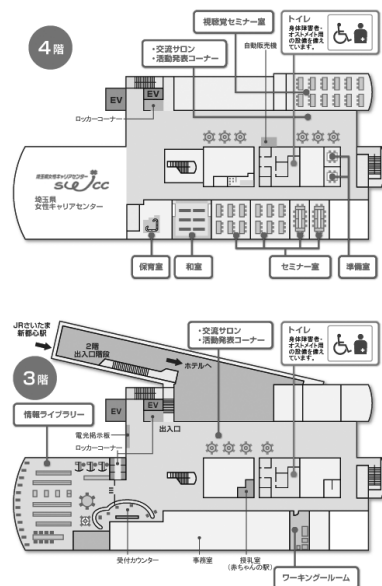 4階
視聴覚セミナー室
・交流サロン
・活動発表コーナー
自動販売機
トイレ
身体障害者・
オストメイト用
の設備を備え
ています。
EV
EV
ロッカーコーナー
埼玉県女性キャリアセンター
swicc
埼玉県
女性キャリアセンター
保育室
和室
セミナー室
準備室
JRさいたま
新都心駅
2階
出入口階段
ホテルへ
3階
・交流サロン
・活動発表コーナー
トイレ
身体障害者・
オストメイト用
の設備を備え
ています。
情報ライブラリー
EV
EV
出入口
電光掲示板
ロッカーコーナー
受付カウンター
事務室
授乳室
(赤ちゃんの駅)
ワーキングルーム